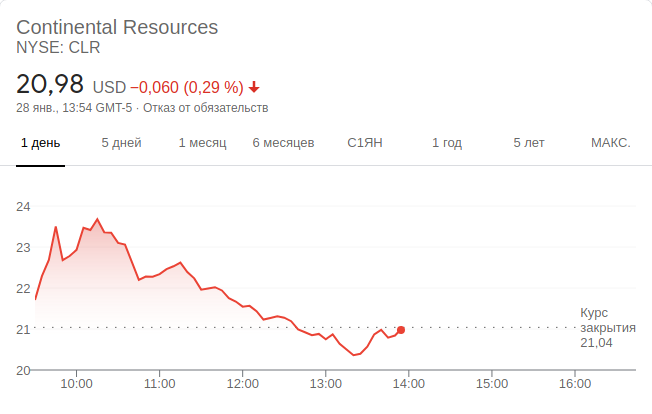 Continental Resources
NYSE: CLR
20,98 USD −0,060 (0,29 %)
28 янв., 13:54 GMT-5 · Отказ от обязательств
1 день 5 дней 1 месяц 6 месяцев С1ЯН 1 год 5 лет МАКС.
24
23
22
21
20
Курс
закрытия
21,04
10:00 11:00 12:00 13:00 14:00 15:00 16:00